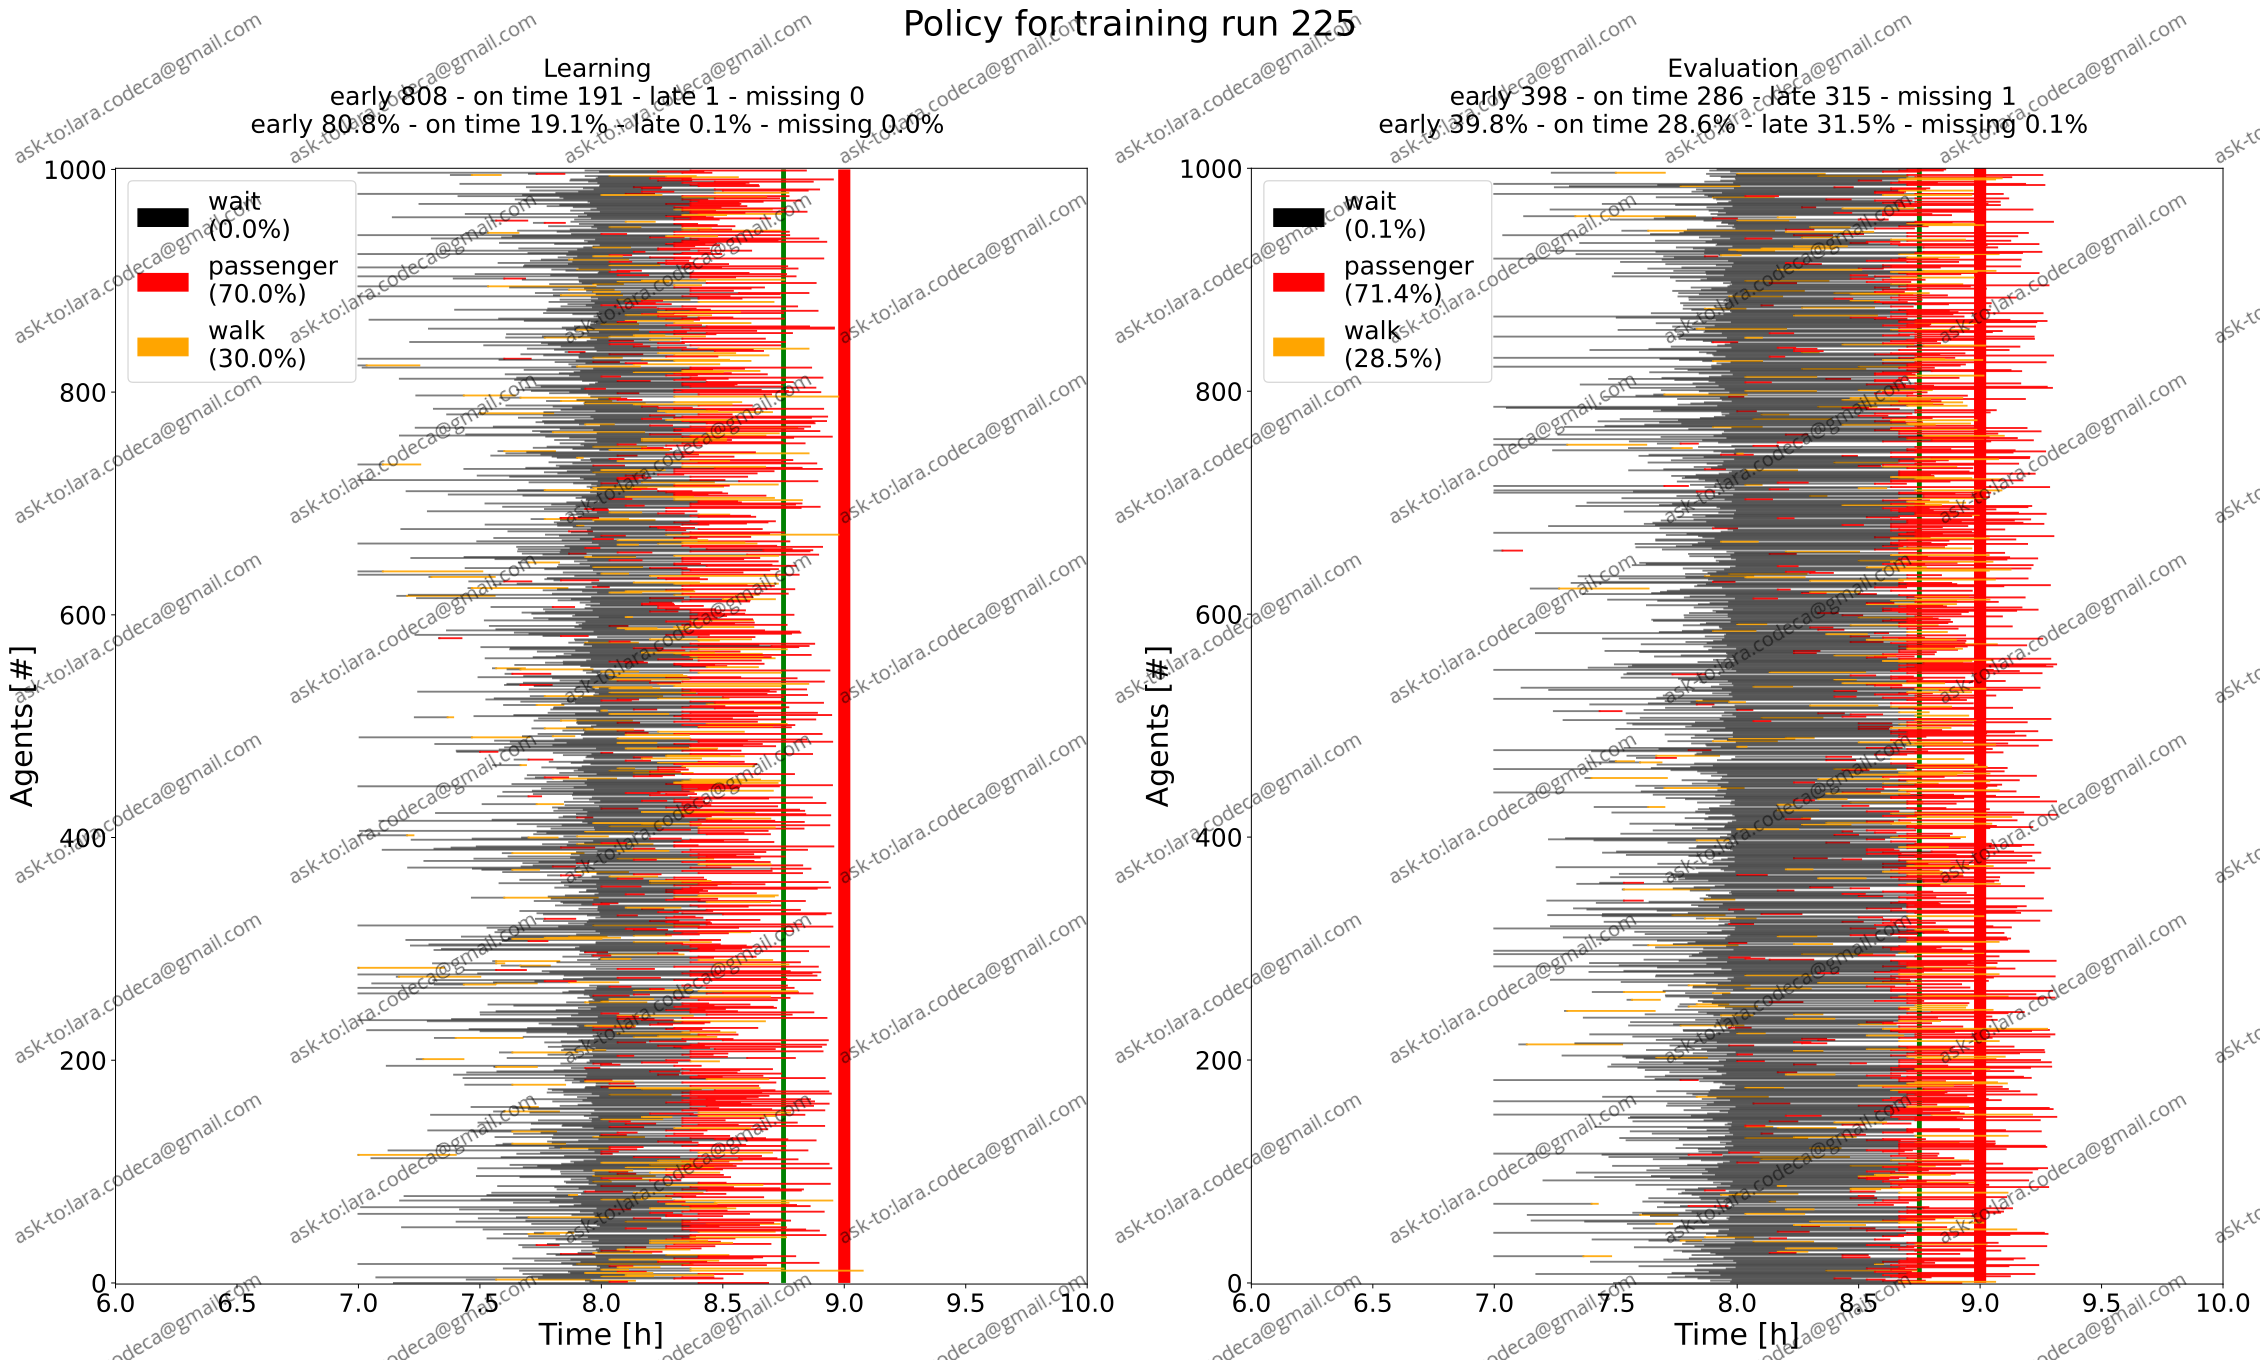 Policy for training run 225
Learning
early 808 - on time 191 - late 1 - missing 0
early 80.8% - on time 19.1% - late 0.1% - missing 0.0%
Evaluation
early 398 - on time 286 - late 315 - missing 1
early 39.8% - on time 28.6% - late 31.5% - missing 0.1%
wait
(0.0%)
passenger
(70.0%)
walk
(30.0%)
wait
(0.1%)
passenger
(71.4%)
walk
(28.5%)
1000
800
600
400
200
0
Agents [#]
6.0 6.5 7.0 7.5 8.0 8.5 9.0 9.5 10.0
Time [h]
1000
800
600
400
200
0
Agents [#]
6.0 6.5 7.0 7.5 8.0 8.5 9.0 9.5 10.0
Time [h]
ask-to:lara.codeca@gmail.com